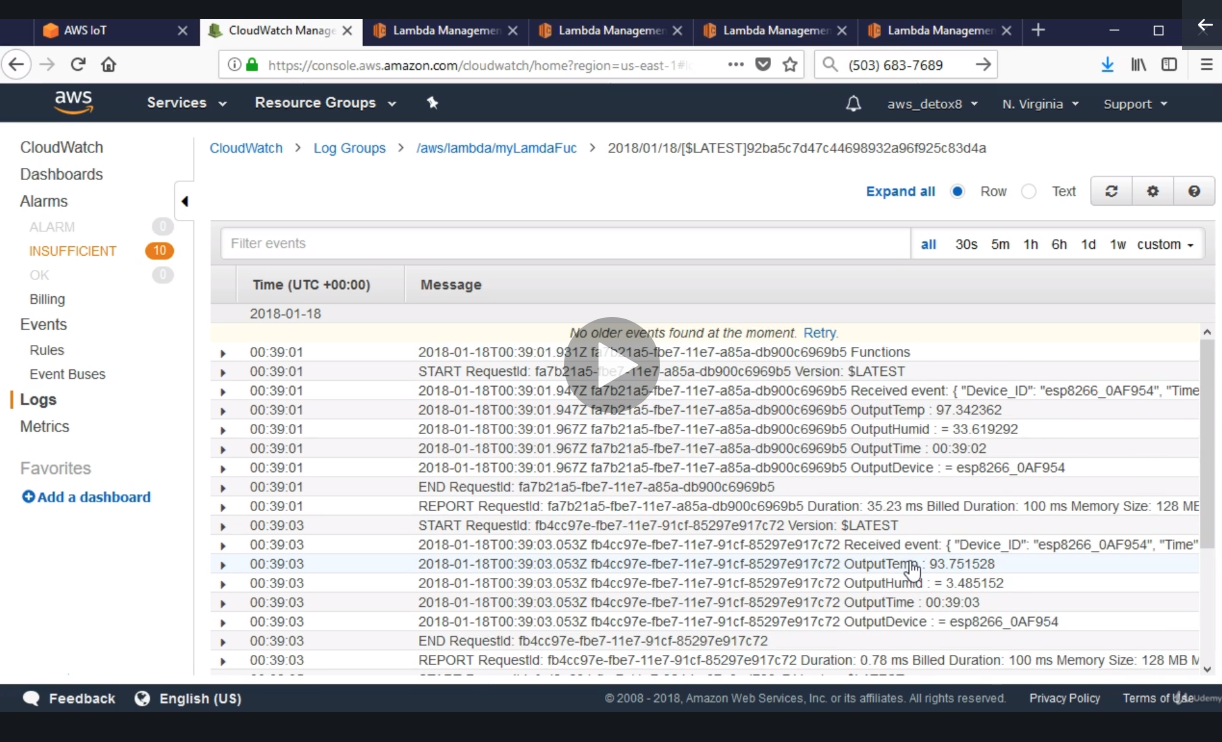 AWS IoT
CloudWatch Manage
Lambda Managemen
Lambda Managemen
Lambda Managemen
Lambda Managemen
https://console.aws.amazon.com/cloudwatch/home?region=us-east-1#
(503) 683-7689
aws
Services
Resource Groups
aws_detox8
N. Virginia
Support
CloudWatch
Dashboards
Alarms
ALARM 0
INSUFFICIENT 10
OK 0
Billing
Events
Rules
Event Buses
Logs
Metrics
Favorites
Add a dashboard
CloudWatch > Log Groups > /aws/lambda/myLamdaFuc > 2018/01/18/[$LATEST]92ba5c7d47c44698932a96f925c83d4a
Expand all Row Text
Filter events
all 30s 5m 1h 6h 1d 1w custom
Time (UTC +00:00) Message
2018-01-18
No older events found at the moment. Retry.
00:39:01 2018-01-18T00:39:01.931Z fa7b21a5-fbe7-11e7-a85a-db900c6969b5 Functions
00:39:01 START RequestId: fa7b21a5-fbe7-11e7-a85a-db900c6969b5 Version: $LATEST
00:39:01 2018-01-18T00:39:01.947Z fa7b21a5-fbe7-11e7-a85a-db900c6969b5 Received event: { "Device_ID": "esp8266_0AF954", "Time
00:39:01 2018-01-18T00:39:01.947Z fa7b21a5-fbe7-11e7-a85a-db900c6969b5 OutputTemp : 97.342362
00:39:01 2018-01-18T00:39:01.967Z fa7b21a5-fbe7-11e7-a85a-db900c6969b5 OutputHumid : = 33.619292
00:39:01 2018-01-18T00:39:01.967Z fa7b21a5-fbe7-11e7-a85a-db900c6969b5 OutputTime : 00:39:02
00:39:01 2018-01-18T00:39:01.967Z fa7b21a5-fbe7-11e7-a85a-db900c6969b5 OutputDevice : = esp8266_0AF954
00:39:01 END RequestId: fa7b21a5-fbe7-11e7-a85a-db900c6969b5
00:39:01 REPORT RequestId: fa7b21a5-fbe7-11e7-a85a-db900c6969b5 Duration: 35.23 ms Billed Duration: 100 ms Memory Size: 128 ME
00:39:03 START RequestId: fb4cc97e-fbe7-11e7-91cf-85297e917c72 Version: $LATEST
00:39:03 2018-01-18T00:39:03.053Z fb4cc97e-fbe7-11e7-91cf-85297e917c72 Received event: { "Device_ID": "esp8266_0AF954", "Time"
00:39:03 2018-01-18T00:39:03.053Z fb4cc97e-fbe7-11e7-91cf-85297e917c72 OutputTemp : 93.751528
00:39:03 2018-01-18T00:39:03.053Z fb4cc97e-fbe7-11e7-91cf-85297e917c72 OutputHumid : = 3.485152
00:39:03 2018-01-18T00:39:03.053Z fb4cc97e-fbe7-11e7-91cf-85297e917c72 OutputTime : 00:39:03
00:39:03 2018-01-18T00:39:03.053Z fb4cc97e-fbe7-11e7-91cf-85297e917c72 OutputDevice : = esp8266_0AF954
00:39:03 END RequestId: fb4cc97e-fbe7-11e7-91cf-85297e917c72
00:39:03 REPORT RequestId: fb4cc97e-fbe7-11e7-91cf-85297e917c72 Duration: 0.78 ms Billed Duration: 100 ms Memory Size: 128 MB M
Feedback English (US)
© 2008 - 2018, Amazon Web Services, Inc. or its affiliates. All rights reserved. Privacy Policy Terms of Use
Udemy